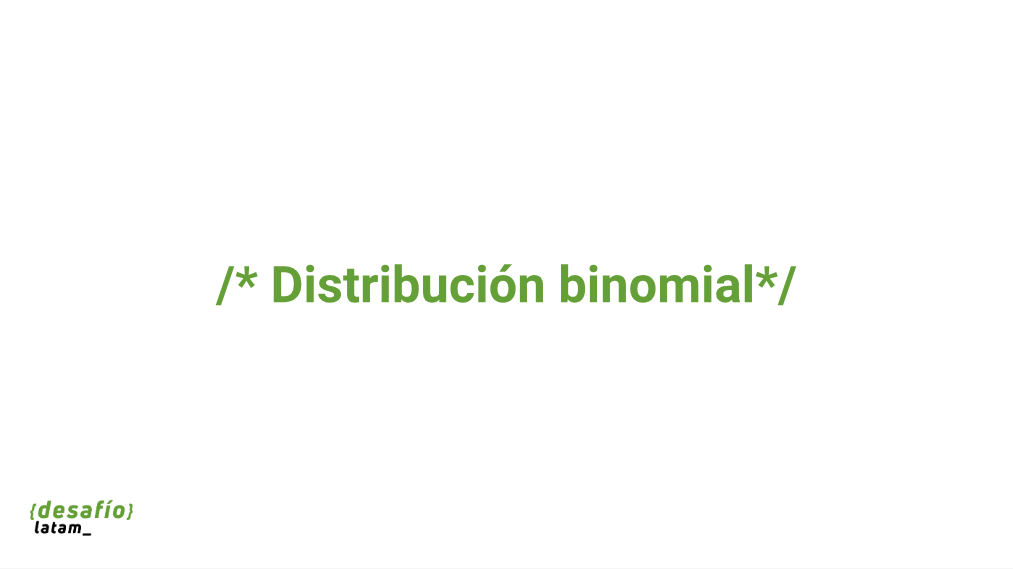 /* Distribución binomial*/
{desafío}
latam_